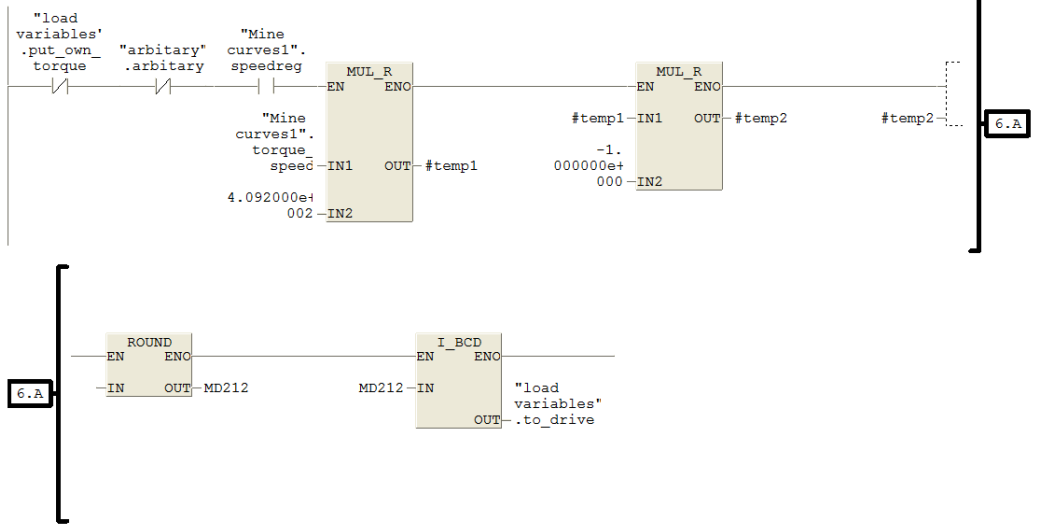 "load
variables'
.put_own_
torque
"arbitary"
.arbitary
"Mine
curves1".
speedreg
MUL_R
EN ENO
"Mine
curves1".
torque_
speed
IN1 OUT
#temp1
4.092000e+
002
IN2
MUL_R
EN ENO
#temp1
IN1 OUT
#temp2
-1.
000000e+
000
IN2
#temp2
6.A
6.A
ROUND
EN ENO
IN OUT
MD212
I_BCD
EN ENO
MD212
IN
OUT
"load
variables"
.to_drive